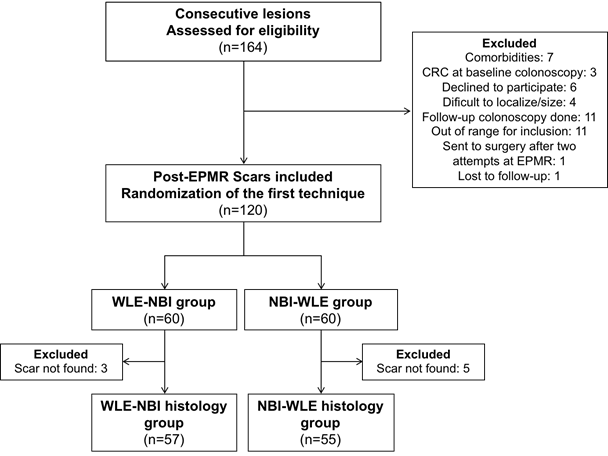 Consecutive lesions
Assessed for eligibility
(n=164)
Excluded
Comorbidities: 7
CRC at baseline colonoscopy: 3
Declined to participate: 6
Dificult to localize/size: 4
Follow-up colonoscopy done: 11
Out of range for inclusion: 11
Sent to surgery after two
attempts at EPMR: 1
Lost to follow-up: 1
Post-EPMR Scars included
Randomization of the first technique
(n=120)
WLE-NBI group
(n=60)
NBI-WLE group
(n=60)
Excluded
Scar not found: 3
Excluded
Scar not found: 5
WLE-NBI histology
group
(n=57)
NBI-WLE histology
group
(n=55)